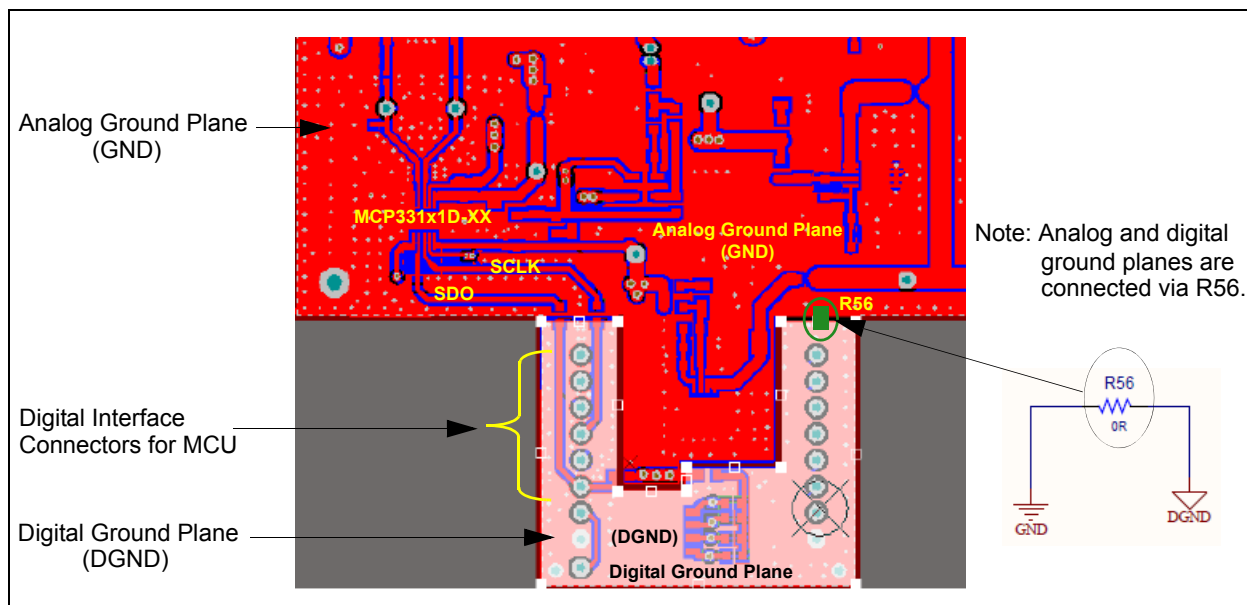 Analog Ground Plane
(GND)
MCP331x1D-XX
Analog Ground Plane
(GND)
SCLK
SDO
R56
Note: Analog and digital
ground planes are
connected via R56.
R56
0R
GND
DGND
Digital Interface
Connectors for MCU
Digital Ground Plane
(DGND)
(DGND)
Digital Ground Plane